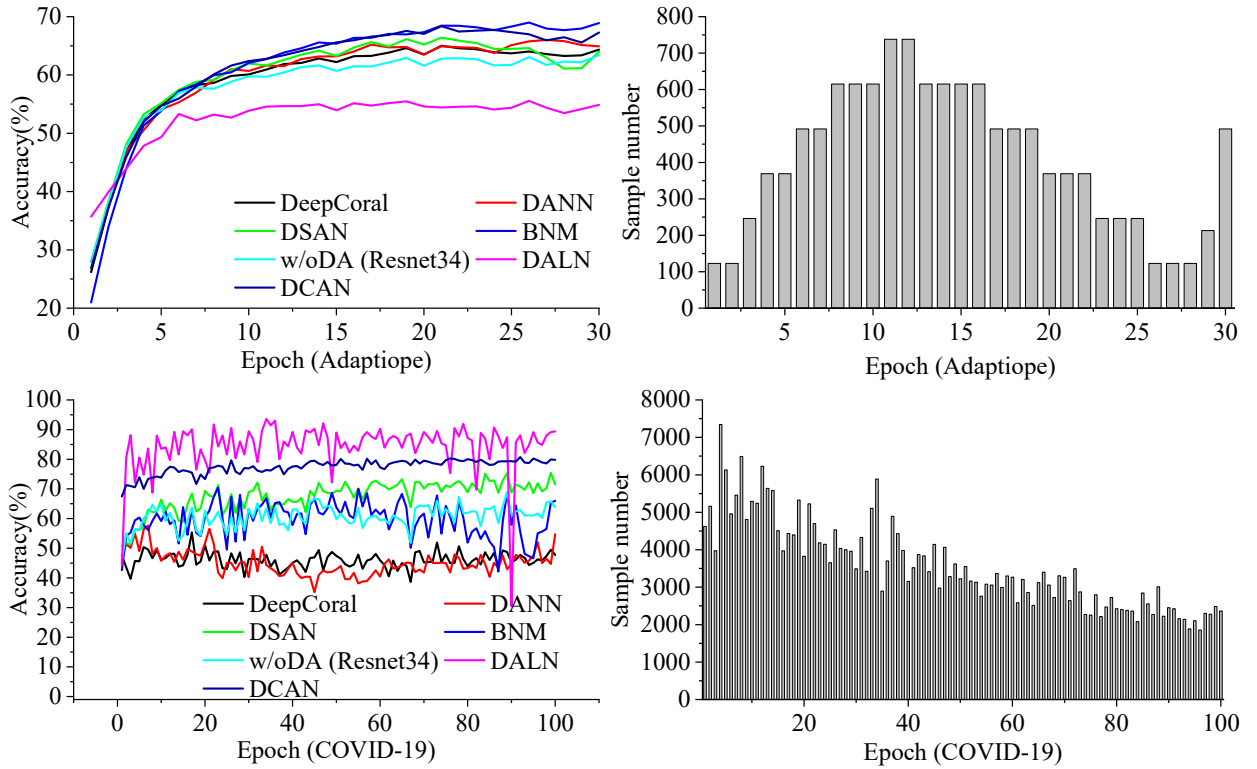 70
60
50
40
30
20
Accuracy(%)
DeepCoral
DANN
DSAN
BNM
w/oDA (Resnet34)
DALN
DCAN
0 5 10 15 20 25 30
Epoch (Adaptiope)
800
700
600
500
400
300
200
100
0
Sample number
5 10 15 20 25 30
Epoch (Adaptiope)
100
90
80
70
60
50
40
30
20
10
0
Accuracy(%)
DeepCoral
DANN
DSAN
BNM
w/oDA (Resnet34)
DALN
DCAN
0 20 40 60 80 100
Epoch (COVID-19)
8000
7000
6000
5000
4000
3000
2000
1000
0
Sample number
20 40 60 80 100
Epoch (COVID-19)